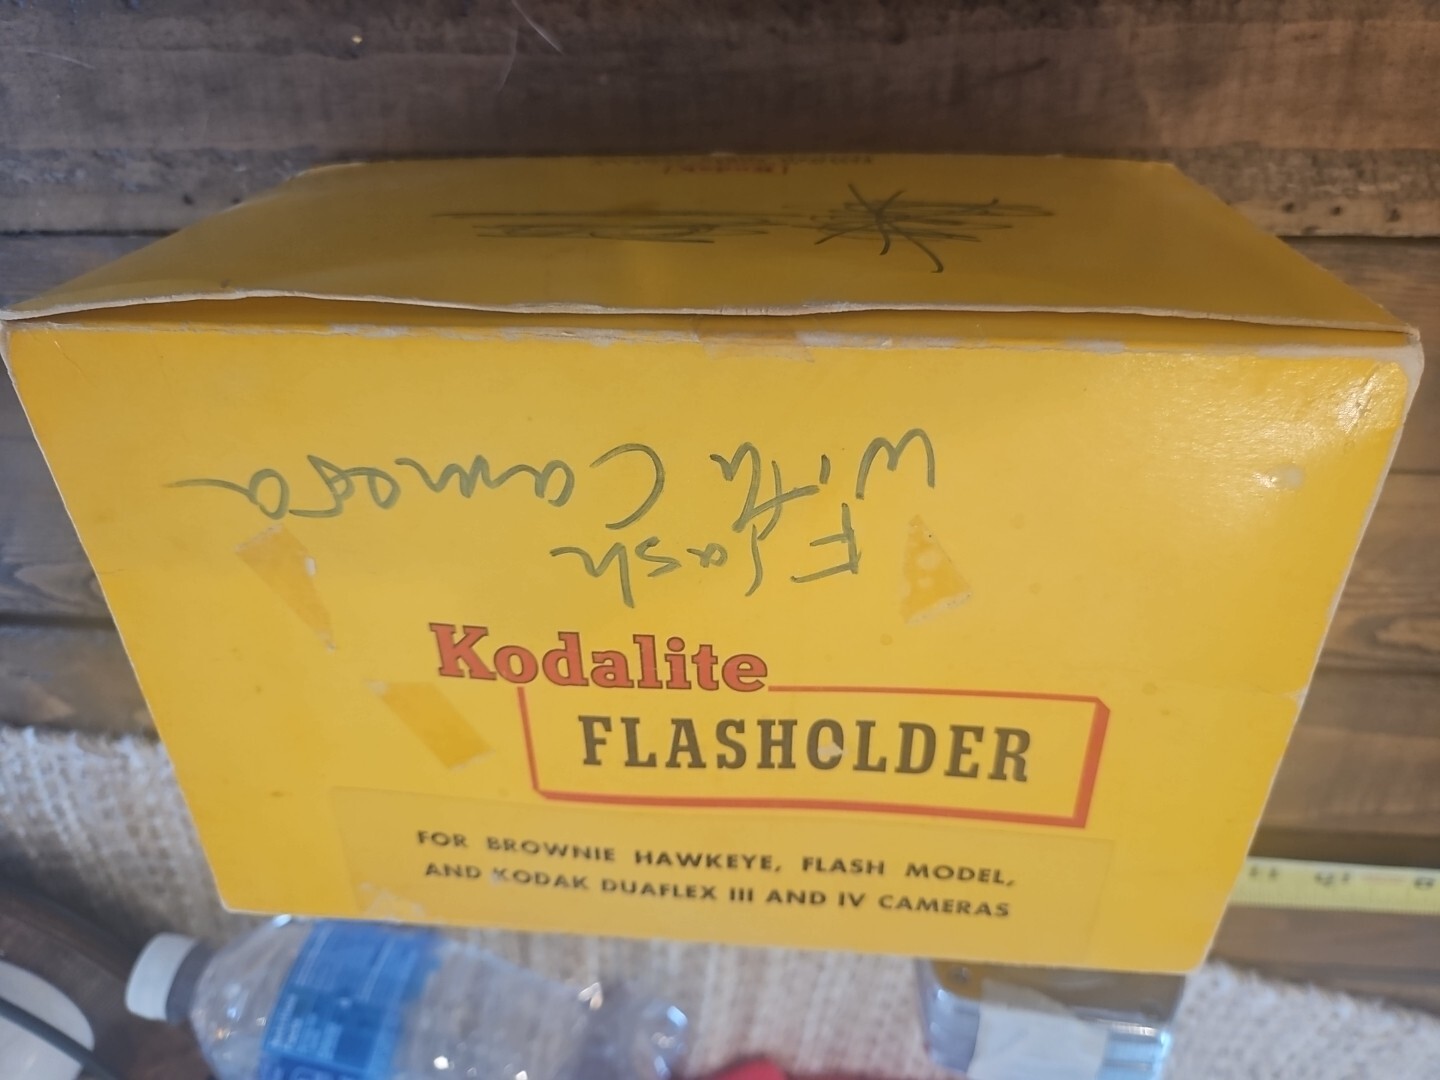 Kodalite
FLASHOLDER
FOR BROWNIE HAWKEYE, FLASH MODEL,
AND KODAK DUAFLEX III AND IV CAMERAS
Flash
With Camera